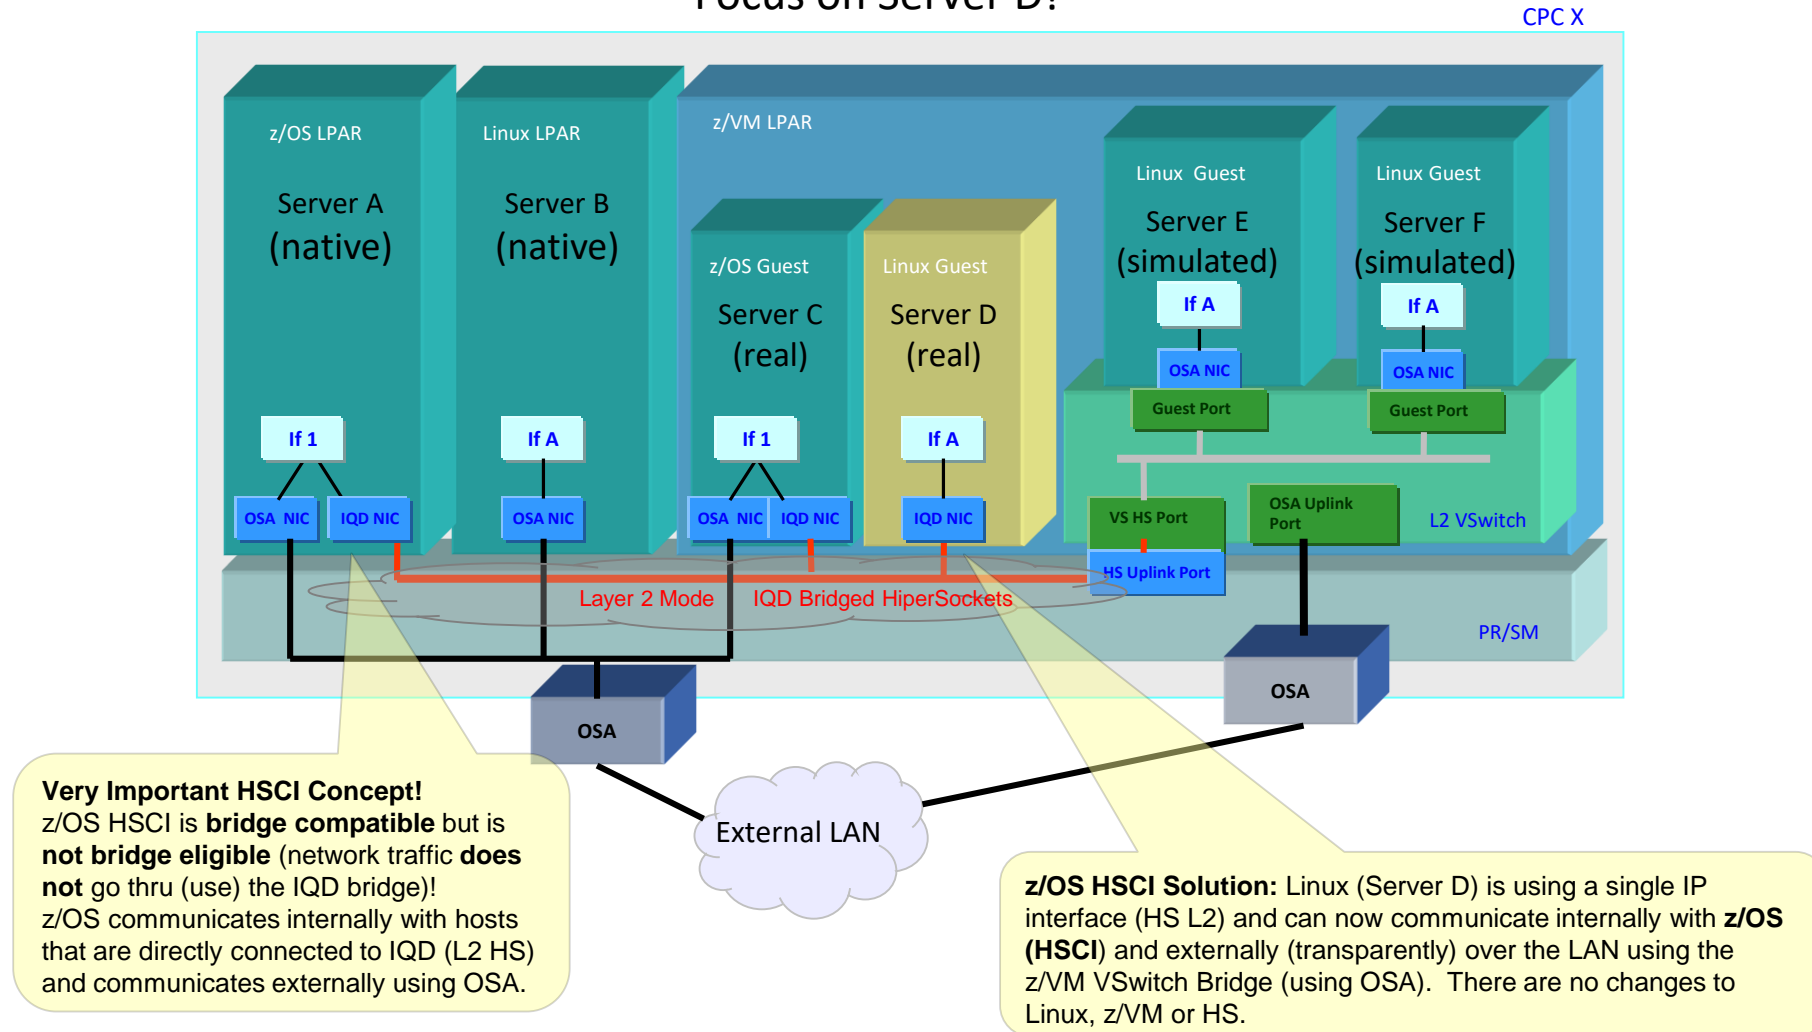 Focus on Server D!
CPC X
z/OS LPAR
Server A
(native)
If 1
OSA NIC
IQD NIC
Linux LPAR
Server B
(native)
If A
OSA NIC
z/VM LPAR
z/OS Guest
Server C
(real)
If 1
OSA NIC
IQD NIC
Linux Guest
Server D
(real)
If A
IQD NIC
Linux Guest
Server E
(simulated)
If A
OSA NIC
Guest Port
Linux Guest
Server F
(simulated)
If A
OSA NIC
Guest Port
VS HS Port
HS Uplink Port
OSA Uplink
Port
L2 VSwitch
Layer 2 Mode
IQD Bridged HiperSockets
PR/SM
OSA
OSA
External LAN
Very Important HSCI Concept!
z/OS HSCI is bridge compatible but is
not bridge eligible (network traffic does
not go thru (use) the IQD bridge)!
z/OS communicates internally with hosts
that are directly connected to IQD (L2 HS)
and communicates externally using OSA.
z/OS HSCI Solution: Linux (Server D) is using a single IP
interface (HS L2) and can now communicate internally with z/OS
(HSCI) and externally (transparently) over the LAN using the
z/VM VSwitch Bridge (using OSA). There are no changes to
Linux, z/VM or HS.